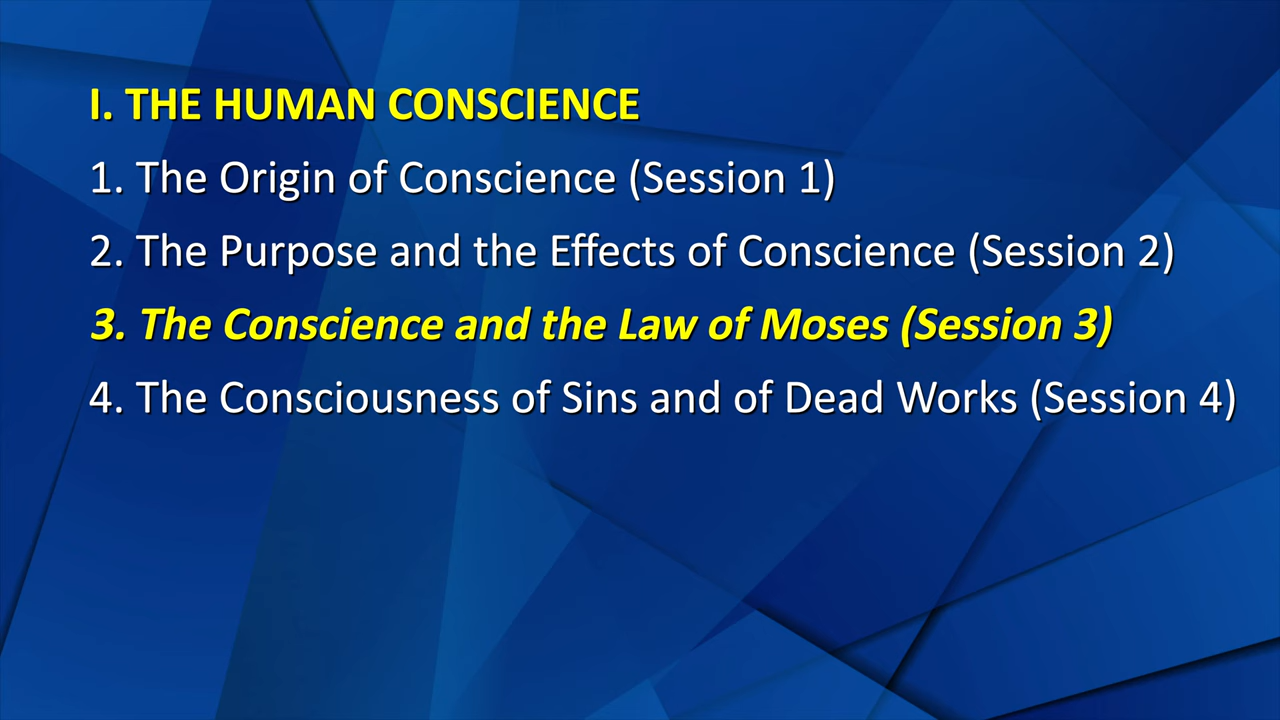 I. THE HUMAN CONSCIENCE
1. The Origin of Conscience (Session 1)
2. The Purpose and the Effects of Conscience (Session 2)
3. The Conscience and the Law of Moses (Session 3)
4. The Consciousness of Sins and of Dead Works (Session 4)